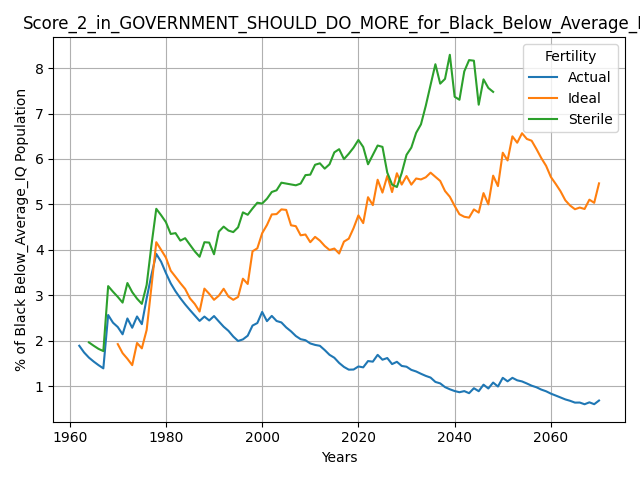 Score_2_in_GOVERNMENT_SHOULD_DO_MORE_for_Black_Below_Average_I
Fertility
Actual
Ideal
Sterile
% of Black Below_Average_IQ Population
8
7
6
5
4
3
2
1
1960 1980 2000 2020 2040 2060
Years